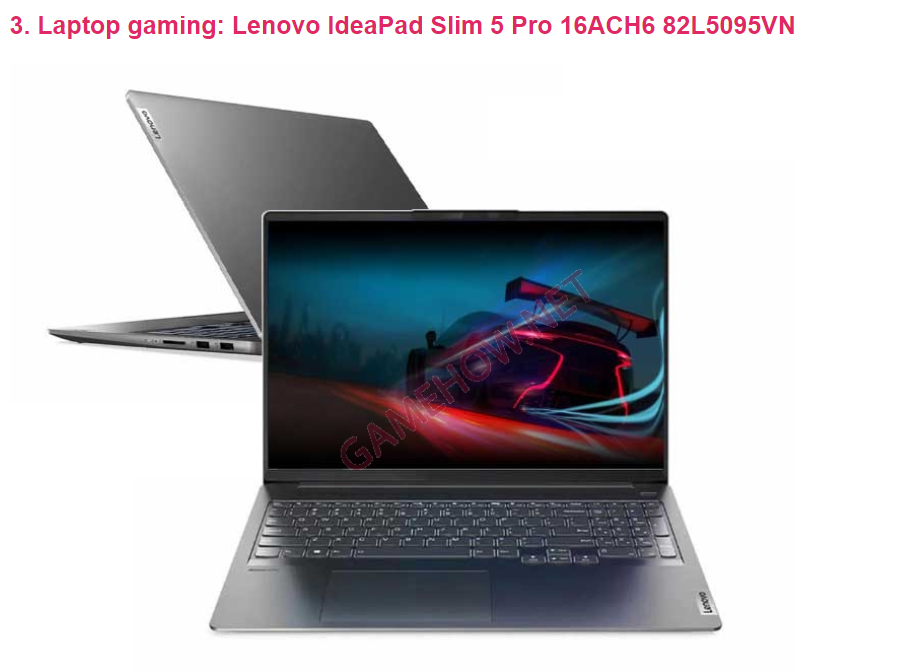 3. Laptop gaming: Lenovo IdeaPad Slim 5 Pro 16ACH6 82L5095VN
Lenovo
GAMEHOW.NET
Lenovo